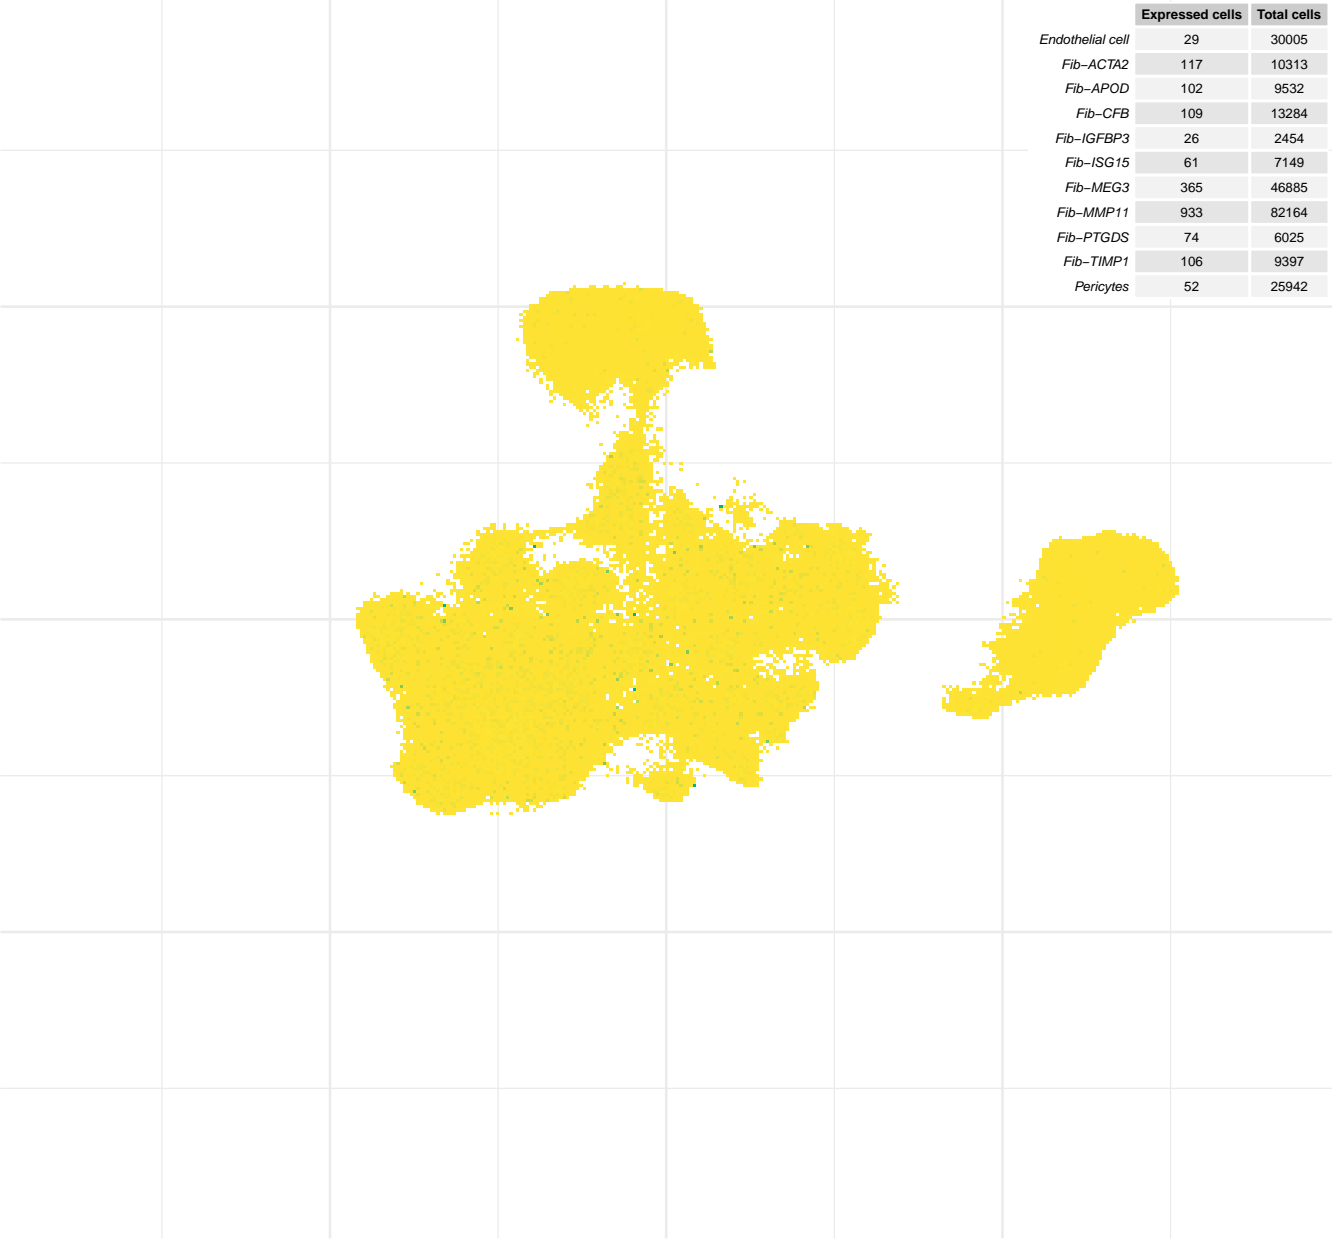 Expressed cells Total cells
Endothelial cell 29 30005
Fib−ACTA2 117 10313
Fib−APOD 102 9532
Fib−CFB 109 13284
Fib−IGFBP3 26 2454
Fib−ISG15 61 7149
Fib−MEG3 365 46885
Fib−MMP11 933 82164
Fib−PTGDS 74 6025
Fib−TIMP1 106 9397
Pericytes 52 25942